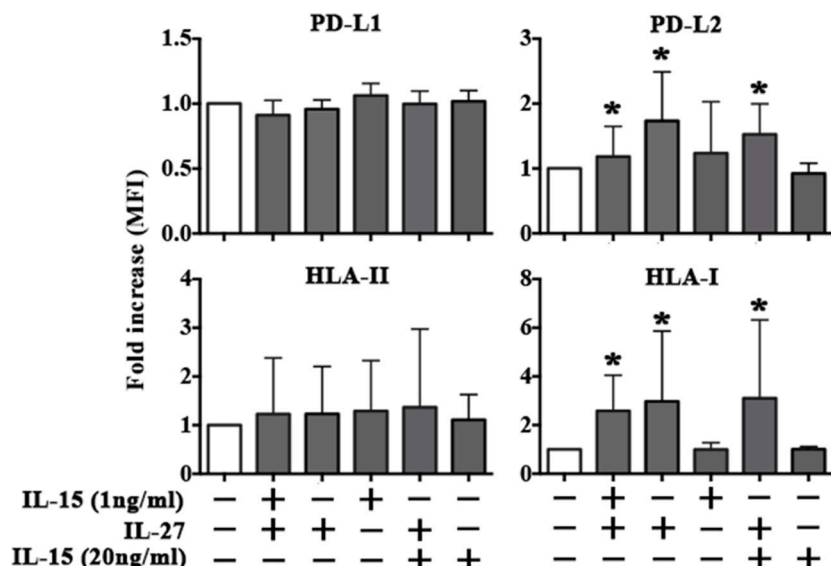 PD-L1 PD-L2
1.5 3
* * *
1.0 2
0.5 1
0.0 0
Fold increase (MFI)
HLA-II HLA-I
4 8
* * *
3 6
2 4
1 2
0 0
IL-15 (1ng/ml) − + − + − − − + − + − −
IL-27 − + + − + − − + + − + −
IL-15 (20ng/ml) − − − − + + − − − − + +